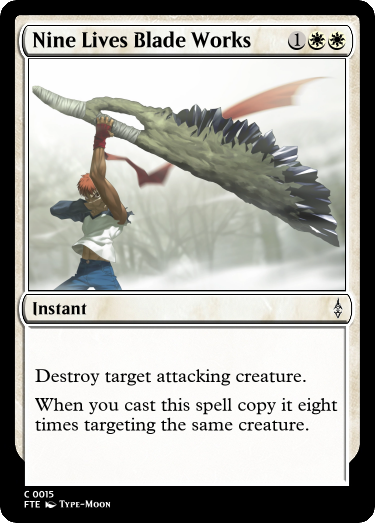 Nine Lives Blade Works 1
Instant
Destroy target attacking creature.
When you cast this spell copy it eight
times targeting the same creature.
C 0015
FTE Type-Moon